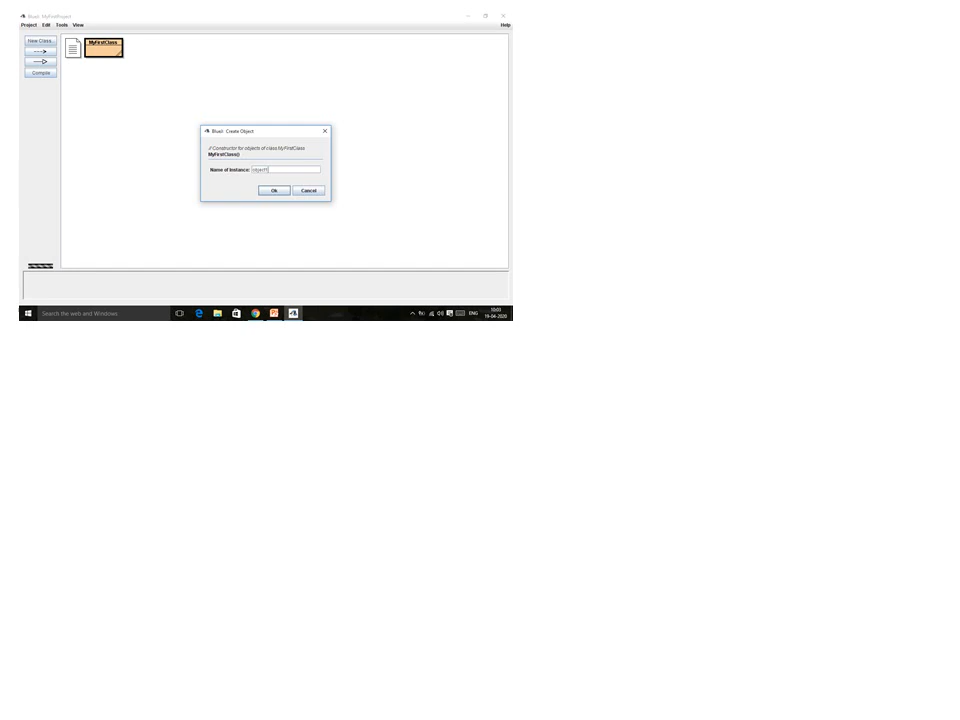 BlueJ: MyFirstProject
Project Edit Tools View Help
New Class...
MyFirstClass
Compile
BlueJ: Create Object
// Constructor for objects of class MyFirstClass
MyFirstClass()
Name of Instance: object1
Ok Cancel
Search the web and Windows
ENG
10:03
19-04-2020